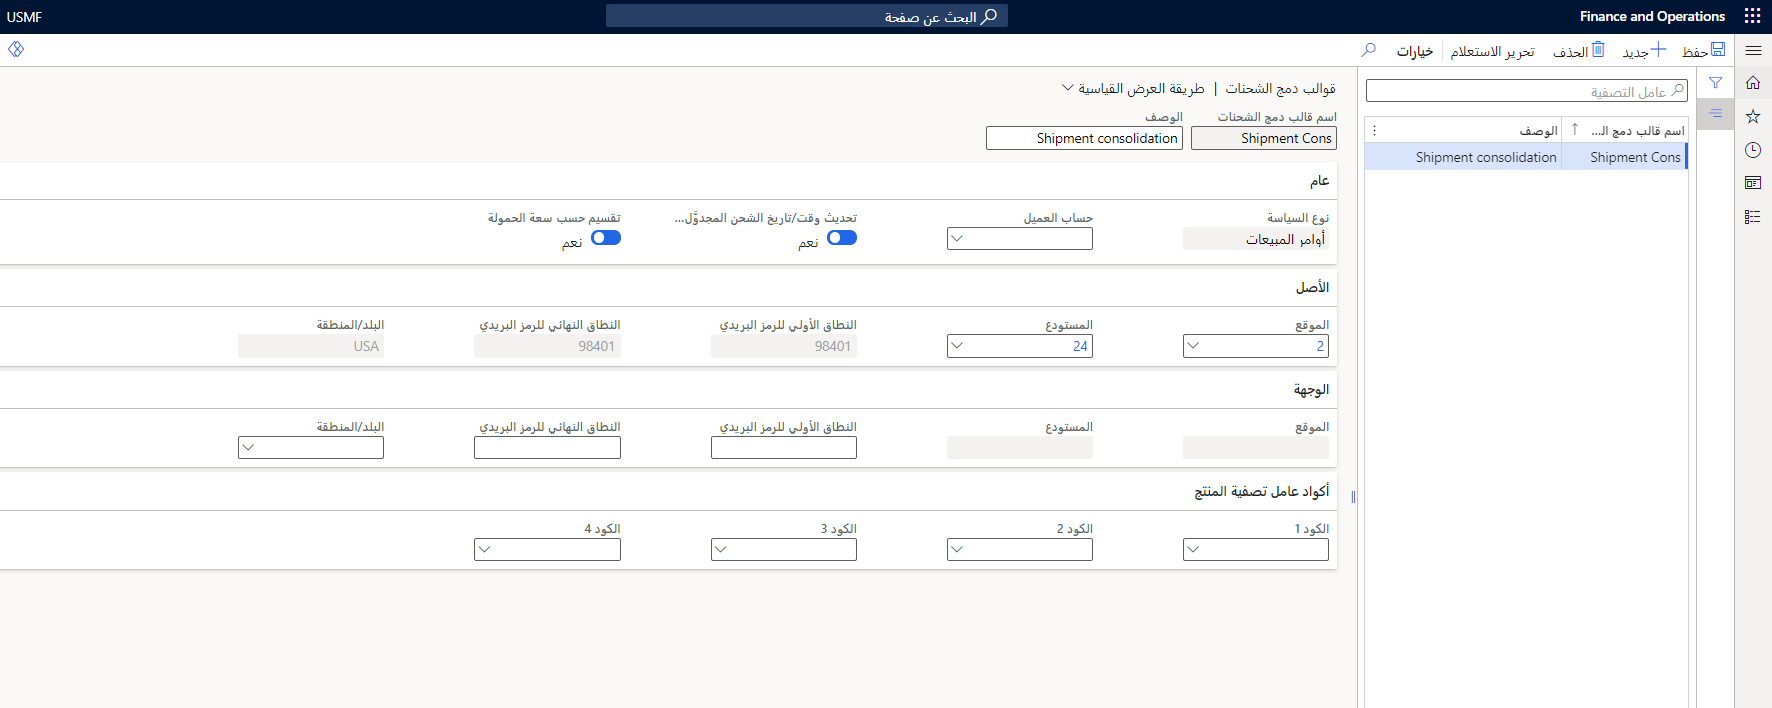 Finance and Operations
البحث عن صفحة
USMF
حفظ
جديد
الحذف
تحرير الاستعلام
خيارات
عامل التصفية
اسم قالب دمج الـ...
الوصف
Shipment Cons
Shipment consolidation
قوالب دمج الشحنات | طريقة العرض القياسية
اسم قالب دمج الشحنات
الوصف
Shipment Cons
Shipment consolidation
عام
نوع السياسة
حساب العميل
تحديث وقت/تاريخ الشحن المجدوَّل...
تقسيم حسب سعة الحمولة
أوامر المبيعات
نعم
نعم
الأصل
الموقع
المستودع
النطاق الأولي للرمز البريدي
النطاق النهائي للرمز البريدي
البلد/المنطقة
2
24
98401
98401
USA
الوجهة
الموقع
المستودع
النطاق الأولي للرمز البريدي
النطاق النهائي للرمز البريدي
البلد/المنطقة
أكواد عامل تصفية المنتج
الكود 1
الكود 2
الكود 3
الكود 4